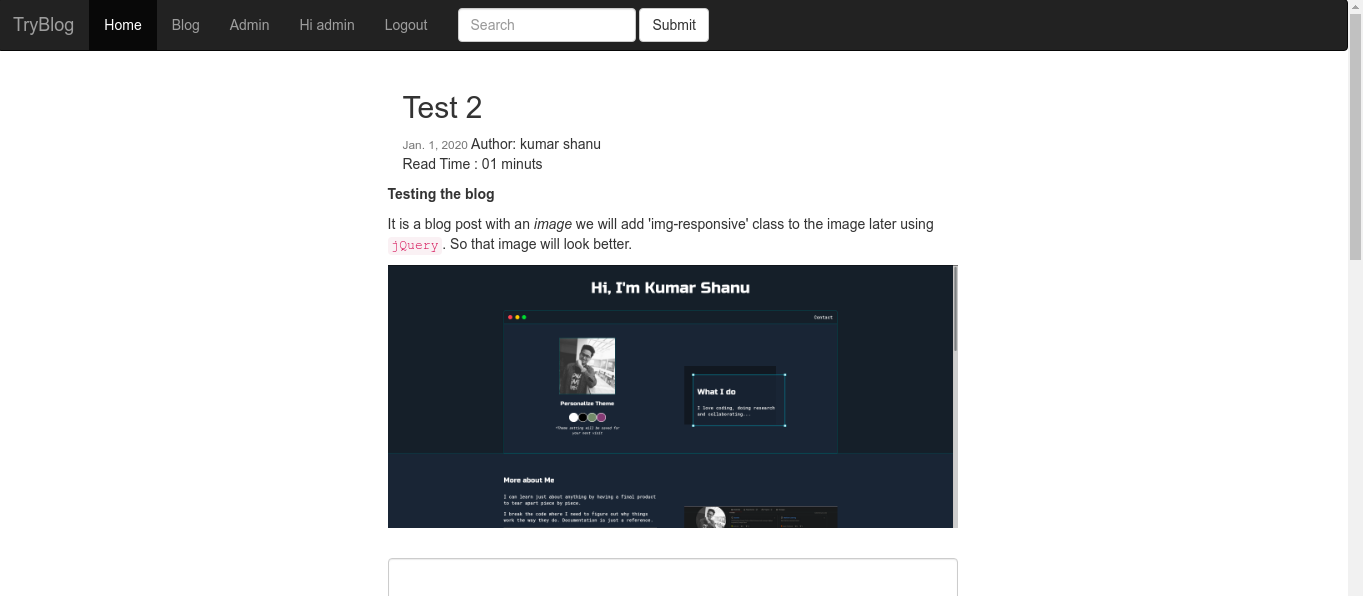 TryBlog Home Blog Admin Hi admin Logout Search Submit
Test 2
Jan. 1, 2020 Author: kumar shanu
Read Time : 01 minuts
Testing the blog
It is a blog post with an image we will add 'img-responsive' class to the image later using
jQuery. So that image will look better.
Hi, I'm Kumar Shanu
Contact
What I do
I love coding, doing research
and collaborating...
Personalize Theme
*Theme setting will be saved for
your next visit
More about Me
I can learn just about anything by having a final product
to tear apart piece by piece.
I break the code where I need to figure out why things
work the way they do. Documentation is just a reference.